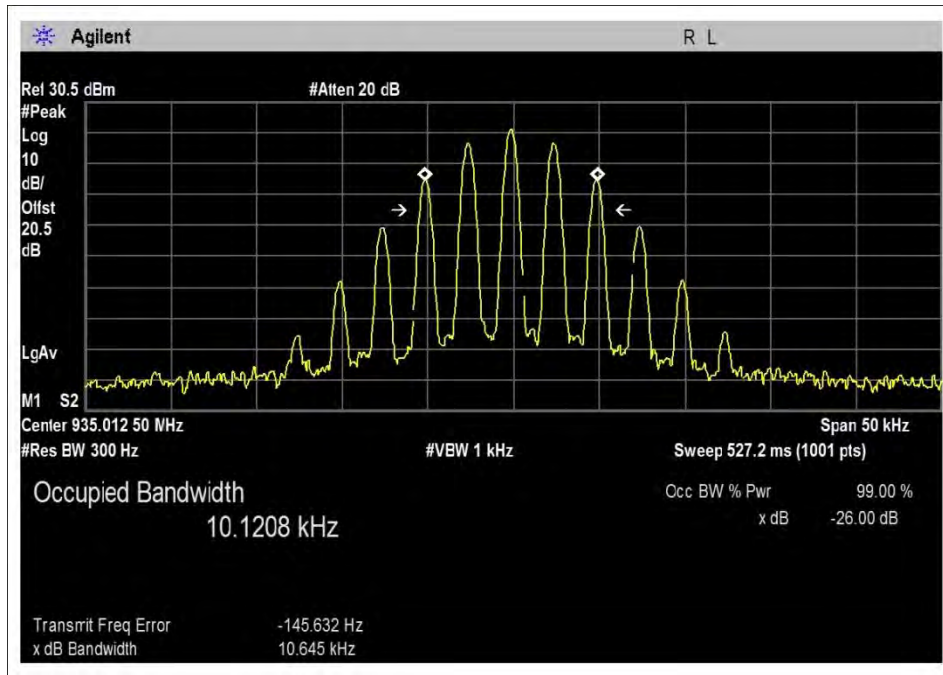 Agilent R L
Rel 30.5 dBm #Atten 20 dB
#Peak
Log
10
dB/
Offst
20.5
dB
LgAv
M1 S2
Center 935.012 50 MHz Span 50 kHz
#Res BW 300 Hz #VBW 1 kHz Sweep 527.2 ms (1001 pts)
Occupied Bandwidth Occ BW % Pwr 99.00 %
10.1208 kHz x dB -26.00 dB
Transmit Freq Error -145.632 Hz
x dB Bandwidth 10.645 kHz